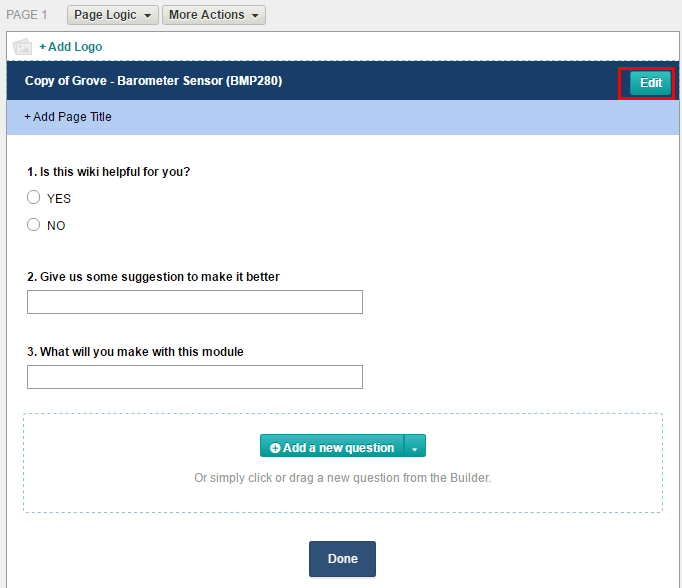 PAGE 1 Page Logic More Actions
+ Add Logo
Copy of Grove - Barometer Sensor (BMP280) Edit
+ Add Page Title
1. Is this wiki helpful for you?
YES
NO
2. Give us some suggestion to make it better
3. What will you make with this module
Add a new question
Or simply click or drag a new question from the Builder.
Done